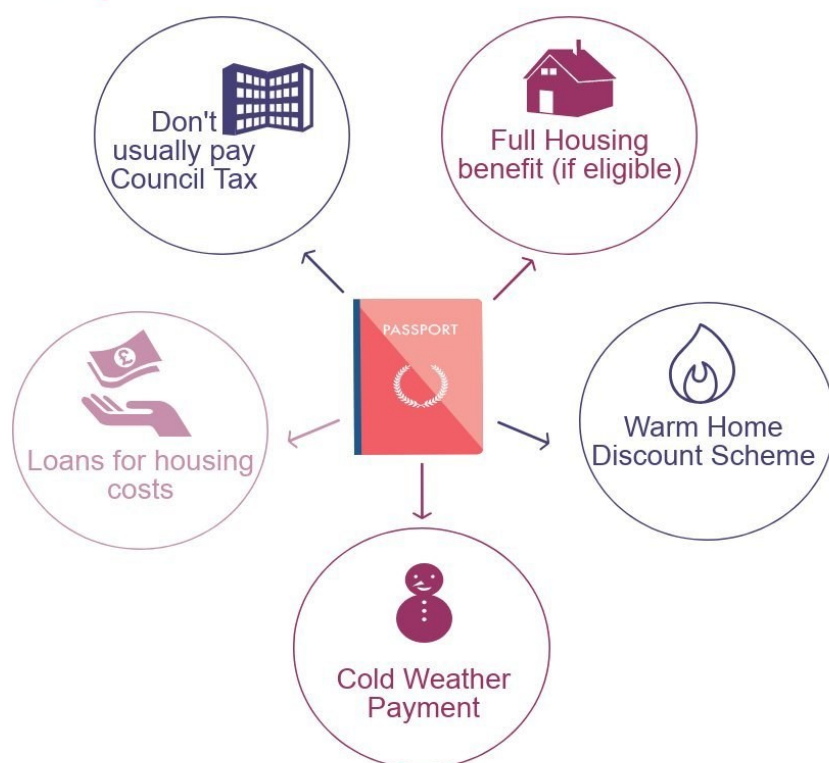 Don't
usually pay
Council Tax
Full Housing
benefit (if eligible)
PASSPORT
£
Loans for housing
costs
Warm Home
Discount Scheme
Cold Weather
Payment